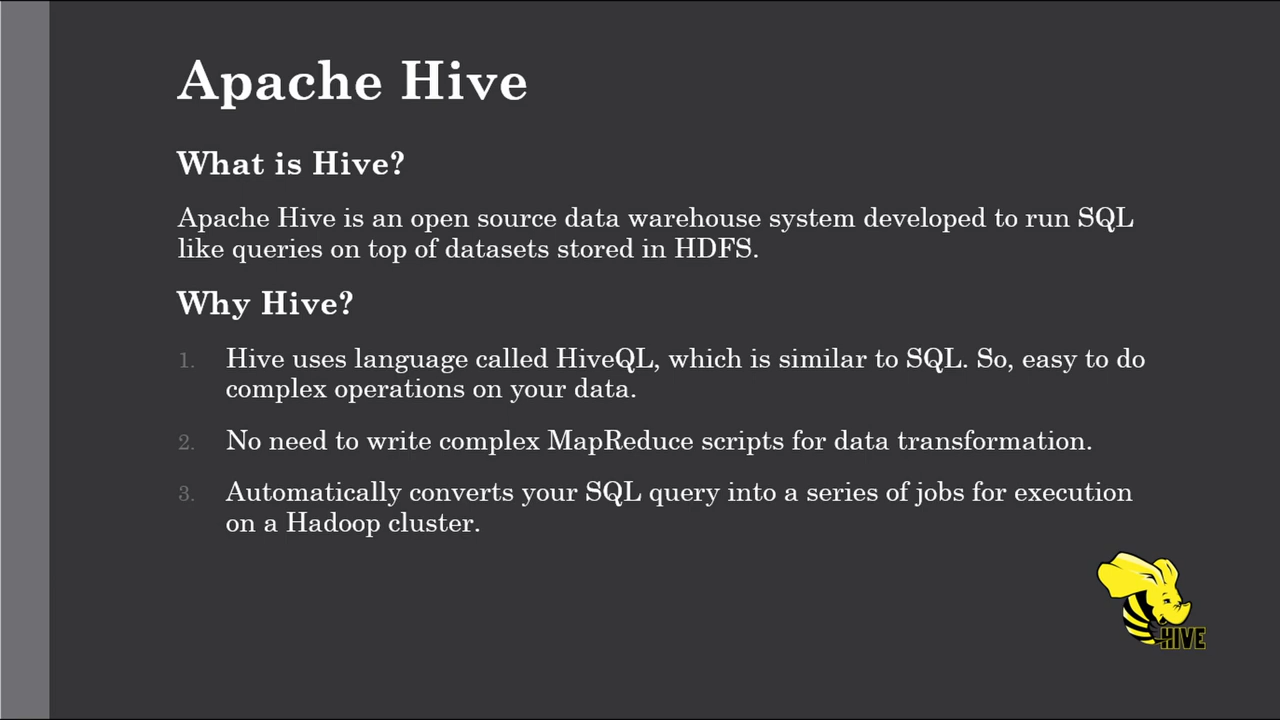 Apache Hive
What is Hive?
Apache Hive is an open source data warehouse system developed to run SQL
like queries on top of datasets stored in HDFS.
Why Hive?
1. Hive uses language called HiveQL, which is similar to SQL. So, easy to do
complex operations on your data.
2. No need to write complex MapReduce scripts for data transformation.
3. Automatically converts your SQL query into a series of jobs for execution
on a Hadoop cluster.
HIVE